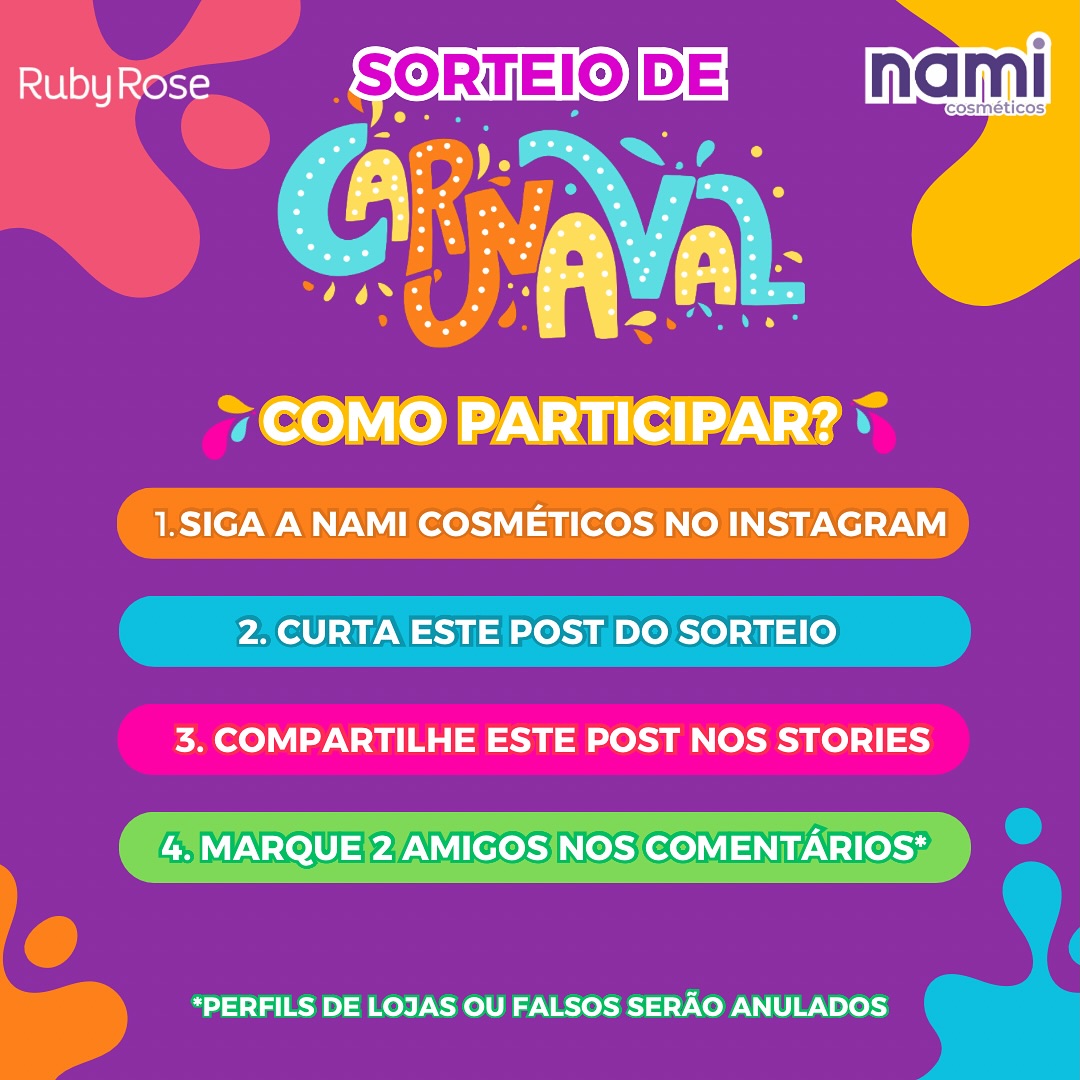 Ruby Rose
SORTEIO DE
nami
cosméticos
CARNAVAL
COMO PARTICIPAR?
1. SIGA A NAMI COSMÉTICOS NO INSTAGRAM
2. CURTA ESTE POST DO SORTEIO
3. COMPARTILHE ESTE POST NOS STORIES
4. MARQUE 2 AMIGOS NOS COMENTÁRIOS*
*PERFILS DE LOJAS OU FALSOS SERÃO ANULADOS